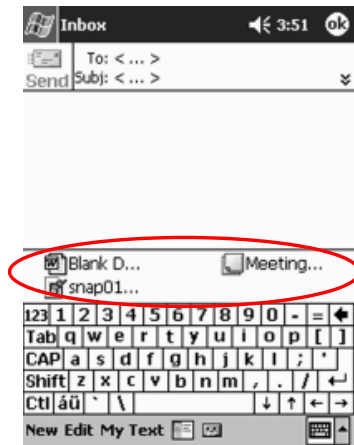 Inbox 3:51 ok
To: < ... >
Send Subj: < ... >
Blank D... Meeting...
snap01...
123 1 2 3 4 5 6 7 8 9 0 - = ←
Tab q w e r t y u i o p [ ]
CAP a s d f g h j k l ; '
Shift z x c v b n m , . / ↵
Ctl áü ` \ ↓ ↑ ← →
New Edit My Text